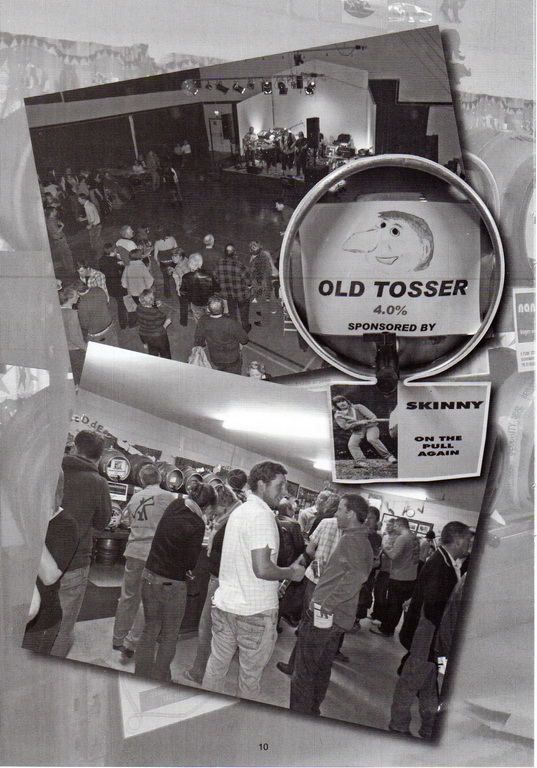 OLD TOSSER
4.0%
SPONSORED BY
SKINNY
ON THE
PULL
AGAIN
10